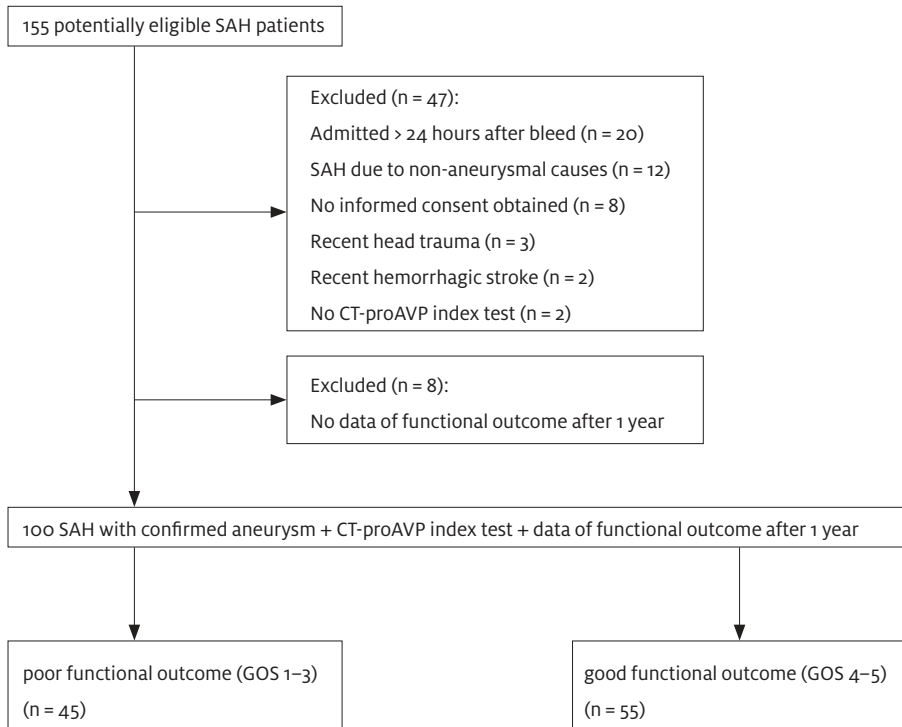 155 potentially eligible SAH patients
Excluded (n = 47):
Admitted > 24 hours after bleed (n = 20)
SAH due to non-aneurysmal causes (n = 12)
No informed consent obtained (n = 8)
Recent head trauma (n = 3)
Recent hemorrhagic stroke (n = 2)
No CT-proAVP index test (n = 2)
Excluded (n = 8):
No data of functional outcome after 1 year
100 SAH with confirmed aneurysm + CT-proAVP index test + data of functional outcome after 1 year
poor functional outcome (GOS 1–3)
(n = 45)
good functional outcome (GOS 4–5)
(n = 55)